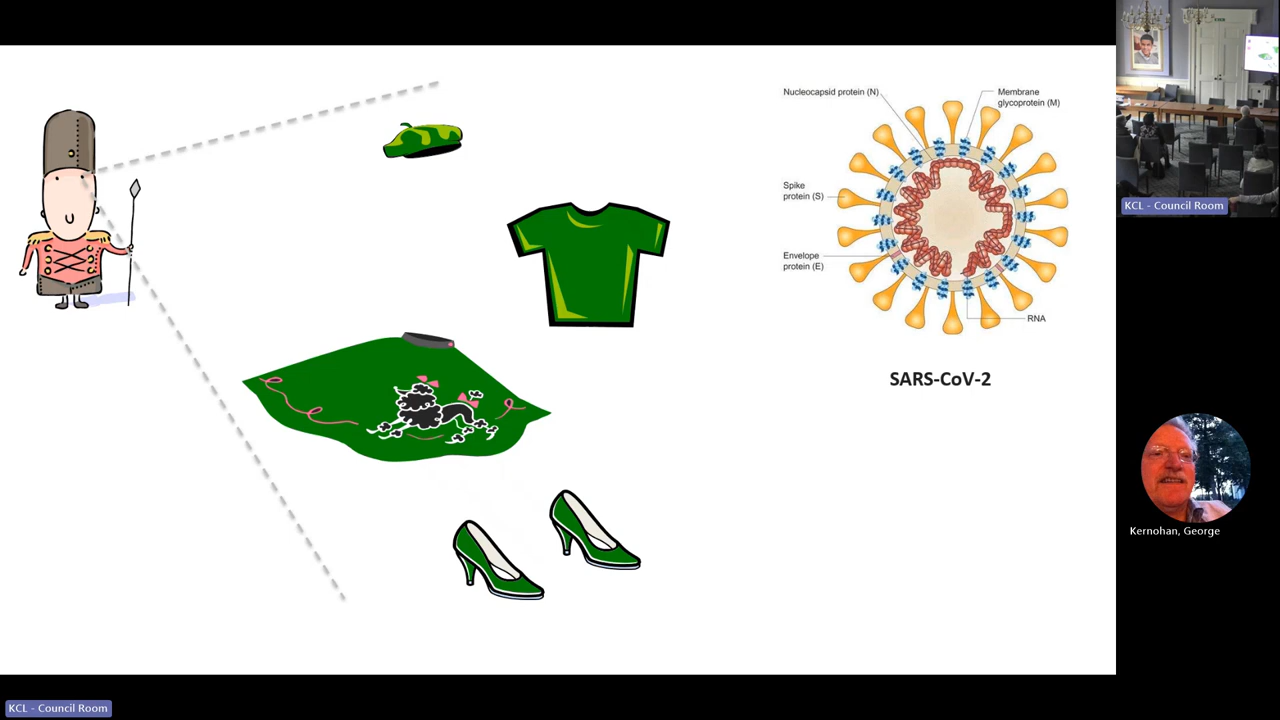 Nucleocapsid protein (N)
Membrane
glycoprotein (M)
Spike
protein (S)
Envelope
protein (E)
RNA
SARS-CoV-2
KCL - Council Room
Kernohan, George
KCL - Council Room